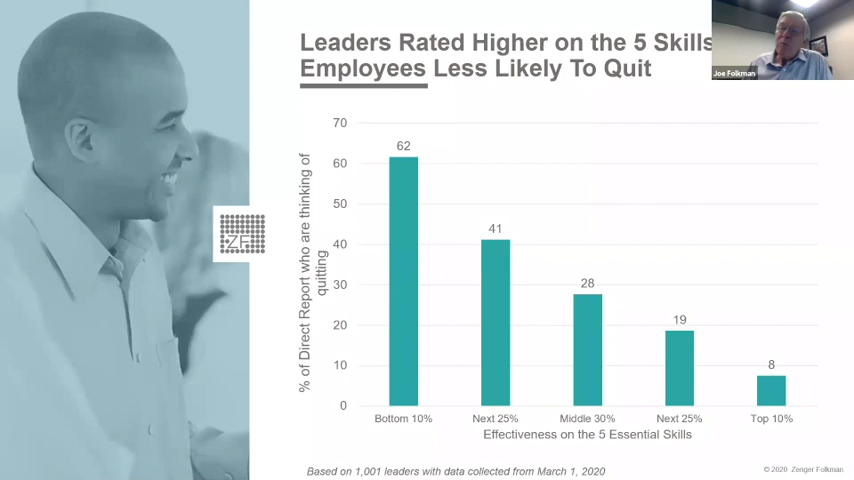 Leaders Rated Higher on the 5 Skills
Employees Less Likely To Quit
Joe Folkman
ZF
% of Direct Report who are thinking of
quitting
70
60
50
40
30
20
10
0
62
41
28
19
8
Bottom 10%
Next 25%
Middle 30%
Next 25%
Top 10%
Effectiveness on the 5 Essential Skills
Based on 1,001 leaders with data collected from March 1, 2020
© 2020 Zenger Folkman